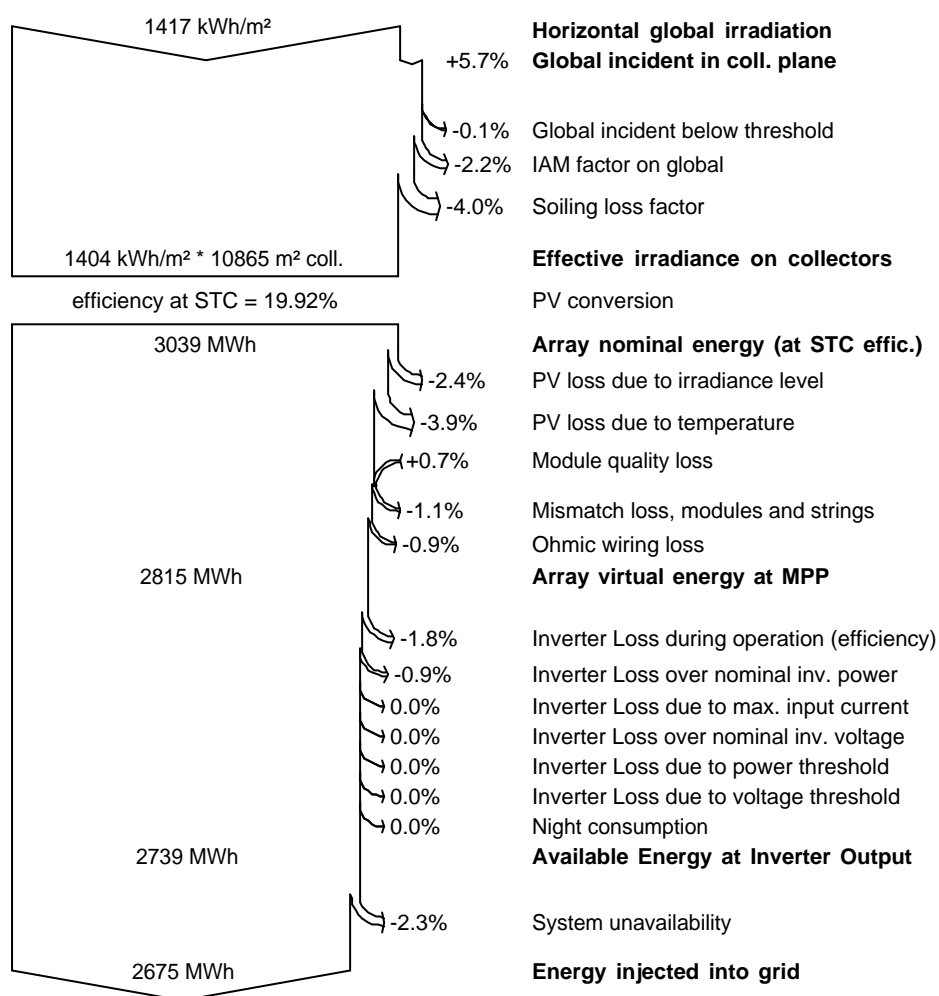 1417 kWh/m² Horizontal global irradiation
+5.7% Global incident in coll. plane
-0.1% Global incident below threshold
-2.2% IAM factor on global
-4.0% Soiling loss factor
1404 kWh/m² * 10865 m² coll. Effective irradiance on collectors
efficiency at STC = 19.92% PV conversion
3039 MWh Array nominal energy (at STC effic.)
-2.4% PV loss due to irradiance level
-3.9% PV loss due to temperature
+0.7% Module quality loss
-1.1% Mismatch loss, modules and strings
-0.9% Ohmic wiring loss
2815 MWh Array virtual energy at MPP
-1.8% Inverter Loss during operation (efficiency)
-0.9% Inverter Loss over nominal inv. power
0.0% Inverter Loss due to max. input current
0.0% Inverter Loss over nominal inv. voltage
0.0% Inverter Loss due to power threshold
0.0% Inverter Loss due to voltage threshold
0.0% Night consumption
2739 MWh Available Energy at Inverter Output
-2.3% System unavailability
2675 MWh Energy injected into grid